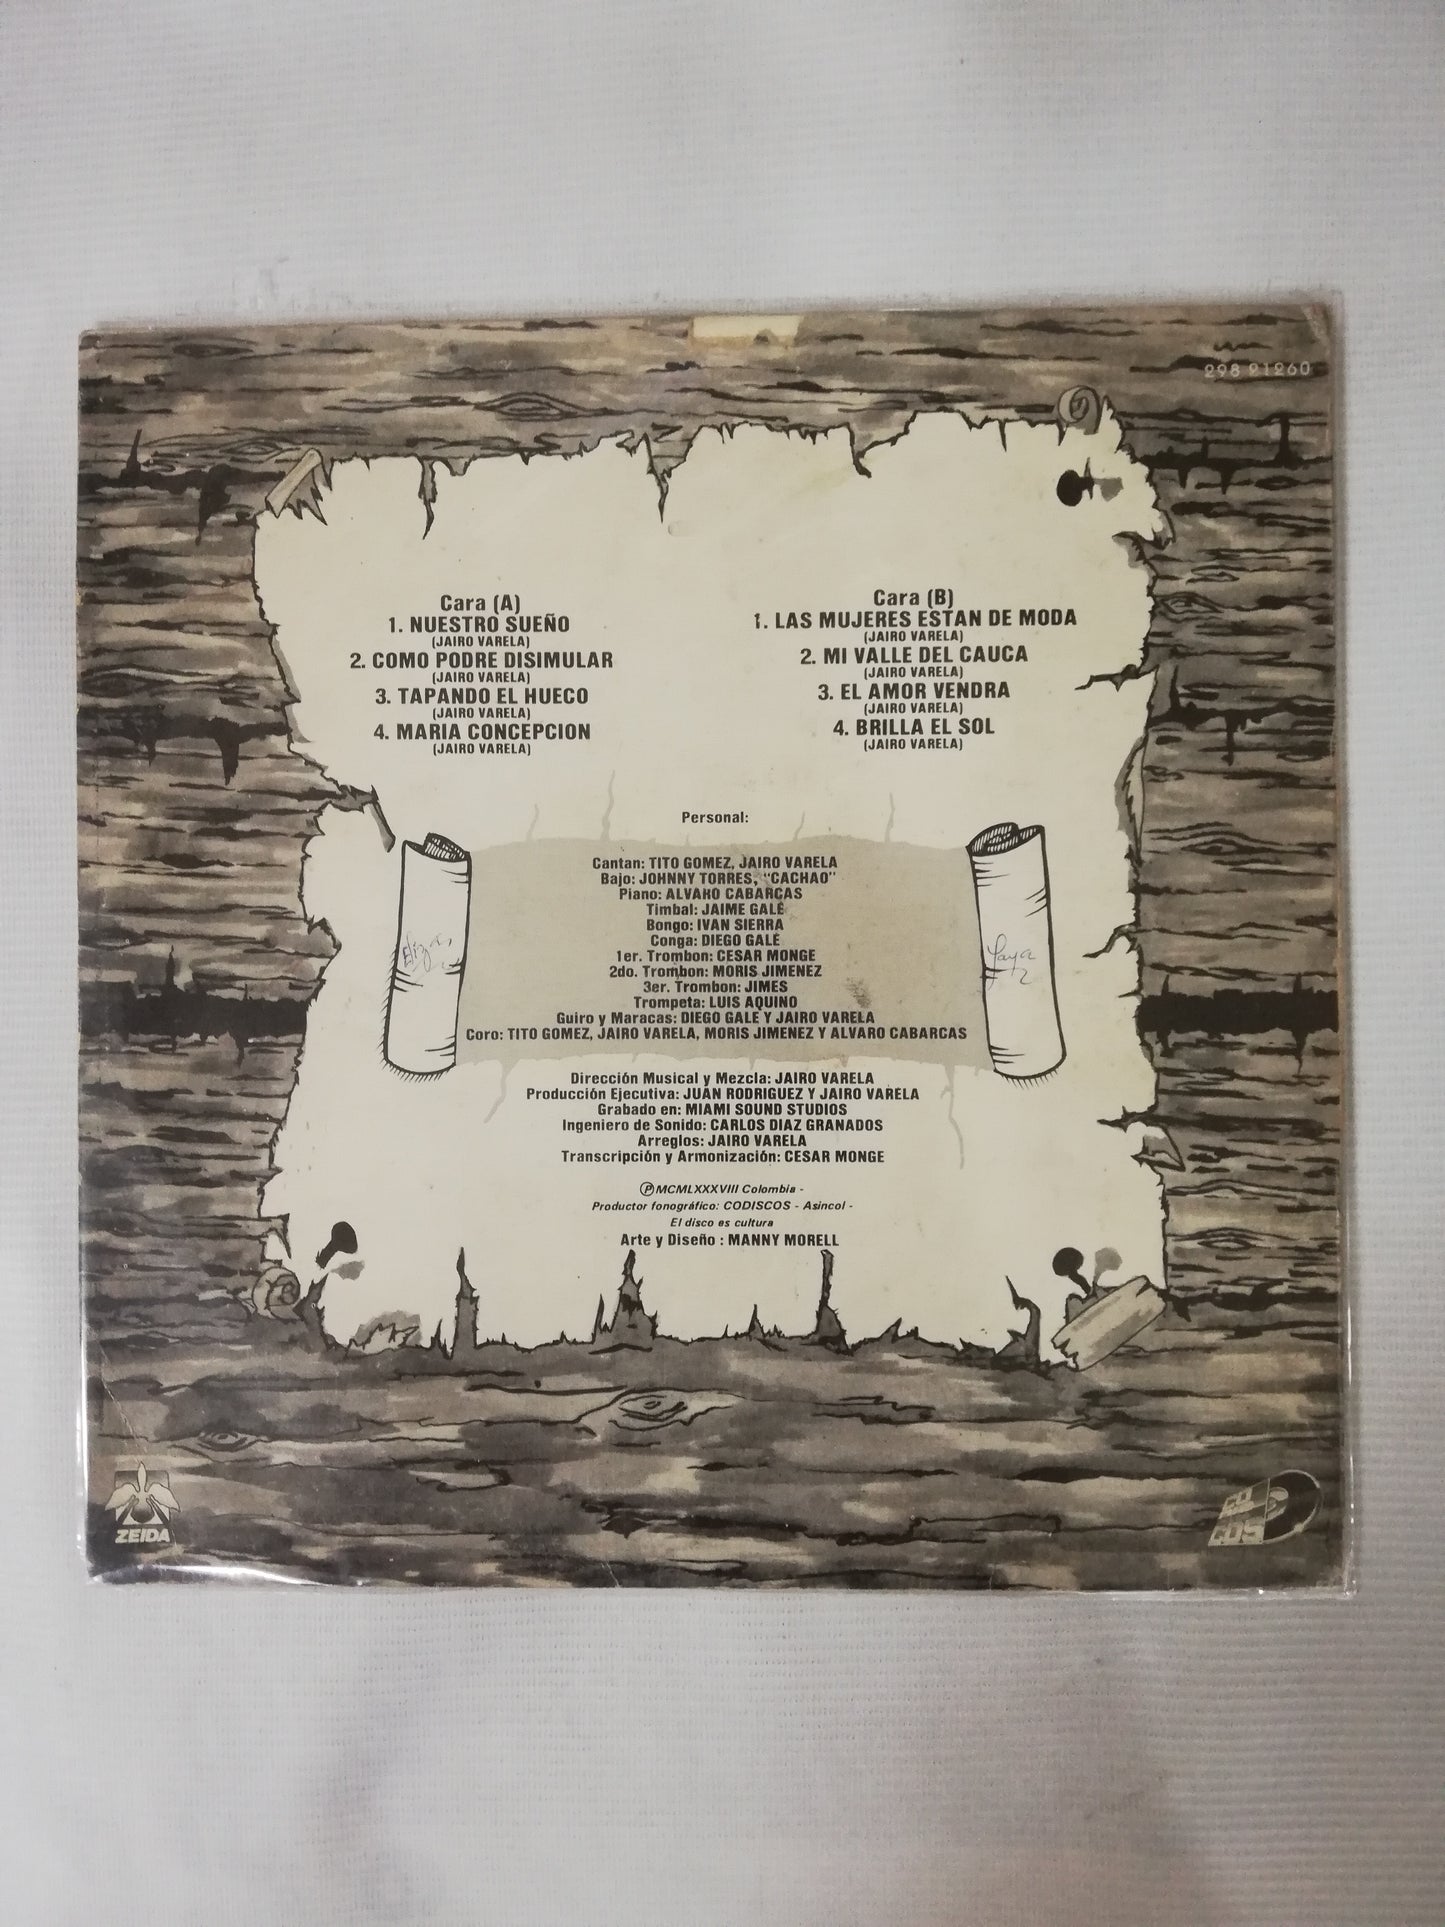 298 91260
Cara (A)
1. NUESTRO SUEÑO
(JAIRO VARELA)
2. COMO PODRE DISIMULAR
(JAIRO VARELA)
3. TAPANDO EL HUECO
(JAIRO VARELA)
4. MARIA CONCEPCION
(JAIRO VARELA)
Cara (B)
1. LAS MUJERES ESTAN DE MODA
(JAIRO VARELA)
2. MI VALLE DEL CAUCA
(JAIRO VARELA)
3. EL AMOR VENDRA
(JAIRO VARELA)
4. BRILLA EL SOL
(JAIRO VARELA)
Personal:
Cantan: TITO GOMEZ, JAIRO VARELA
Bajo: JOHNNY TORRES, "CACHAO"
Piano: ALVARO CABARCAS
Timbal: JAIME GALÉ
Bongo: IVAN SIERRA
Conga: DIEGO GALÉ
1er. Trombon: CESAR MONGE
2do. Trombon: MORIS JIMENEZ
3er. Trombon: JIMES
Trompeta: LUIS AQUINO
Guiro y Maracas: DIEGO GALE Y JAIRO VARELA
Coro: TITO GOMEZ, JAIRO VARELA, MORIS JIMENEZ Y ALVARO CABARCAS
Dirección Musical y Mezcla: JAIRO VARELA
Producción Ejecutiva: JUAN RODRIGUEZ Y JAIRO VARELA
Grabado en: MIAMI SOUND STUDIOS
Ingeniero de Sonido: CARLOS DIAZ GRANADOS
Arreglos: JAIRO VARELA
Transcripción y Armonización: CESAR MONGE
Ⓟ MCMLXXXVIII Colombia -
Productor fonográfico: CODISCOS - Asincol -
El disco es cultura
Arte y Diseño : MANNY MORELL
ZEIDA
CO
DIS
COS